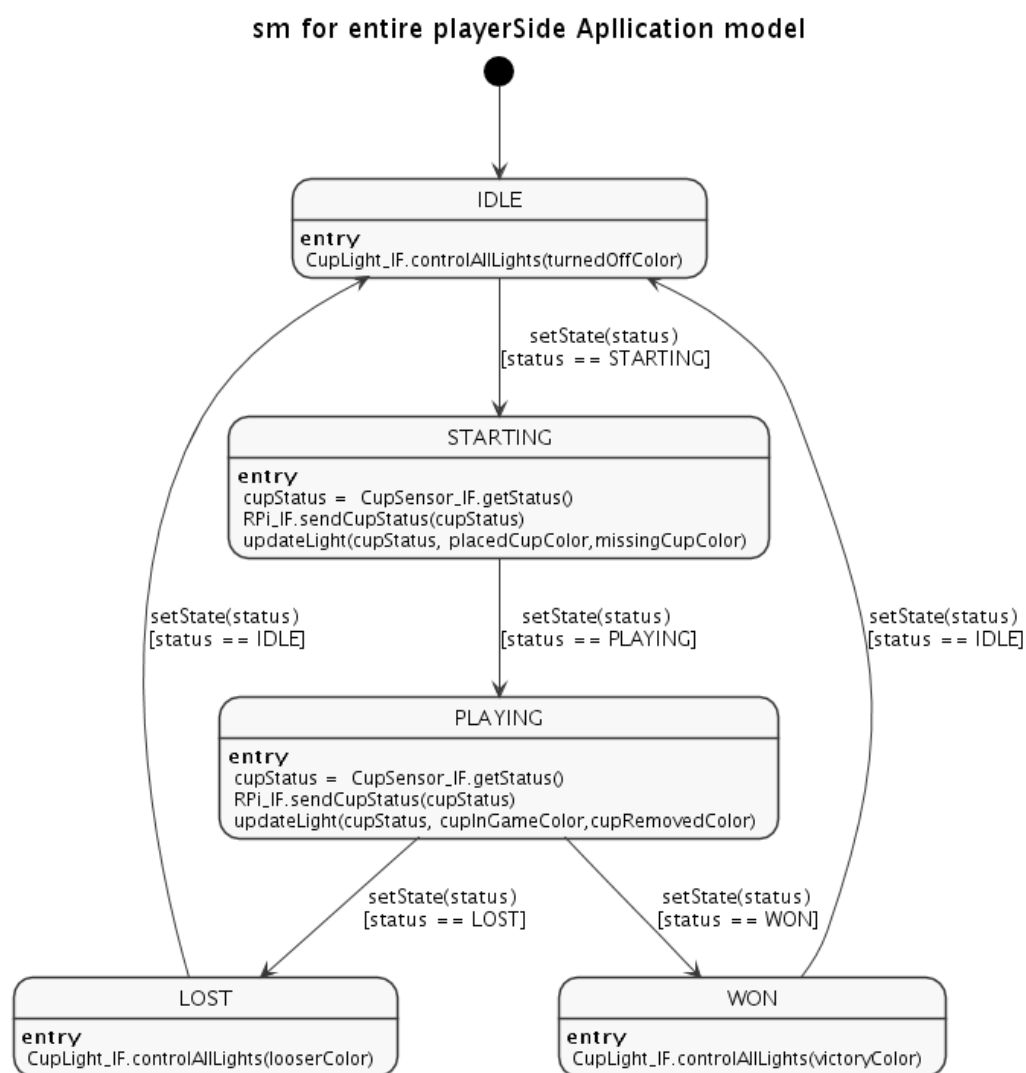 sm for entire playerSide Apllication model
IDLE
entry
CupLight_IF.controlAllLights(turnedOffColor)
setState(status)
[status == STARTING]
STARTING
entry
cupStatus = CupSensor_IF.getStatus()
RPi_IF.sendCupStatus(cupStatus)
updateLight(cupStatus, placedCupColor,missingCupColor)
setState(status)
[status == IDLE]
setState(status)
[status == PLAYING]
setState(status)
[status == IDLE]
PLAYING
entry
cupStatus = CupSensor_IF.getStatus()
RPi_IF.sendCupStatus(cupStatus)
updateLight(cupStatus, cupInGameColor,cupRemovedColor)
setState(status)
[status == LOST]
setState(status)
[status == WON]
LOST
entry
CupLight_IF.controlAllLights(looserColor)
WON
entry
CupLight_IF.controlAllLights(victoryColor)